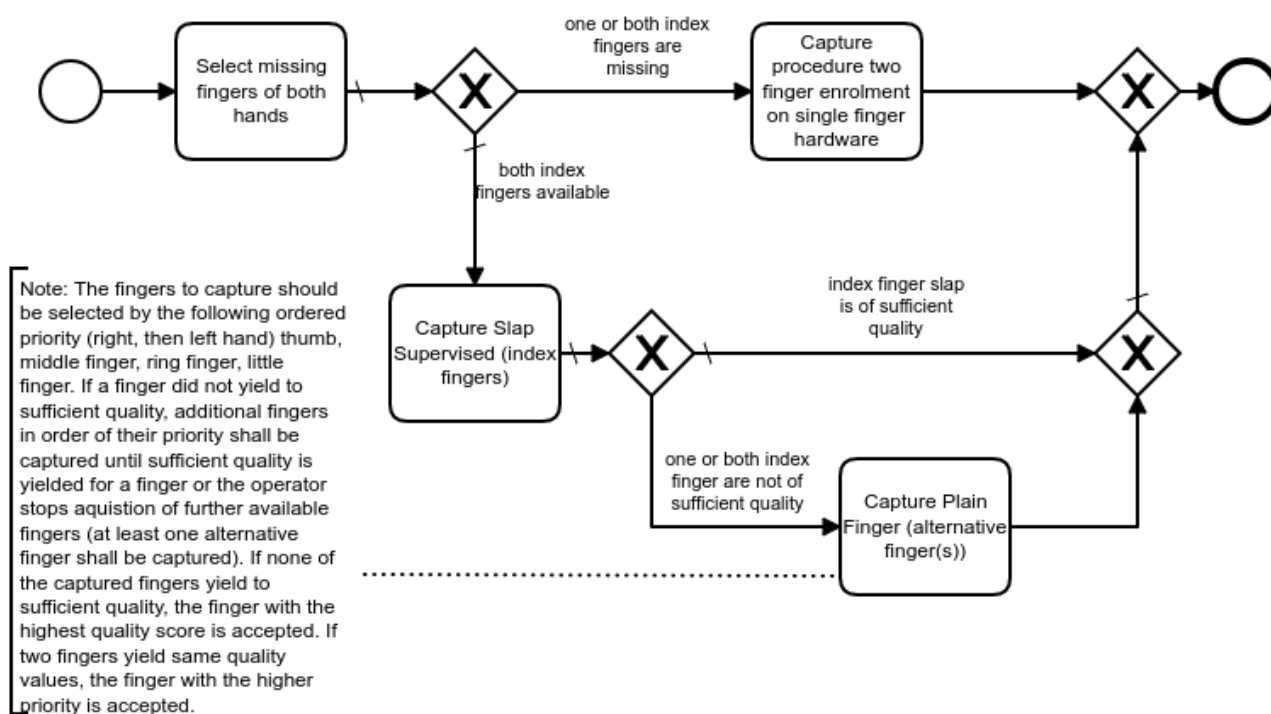 Select missing
fingers of both
hands
one or both index
fingers are
missing
Capture
procedure two
finger enrolment
on single finger
hardware
both index
fingers available
Note: The fingers to capture should
be selected by the following ordered
priority (right, then left hand) thumb,
middle finger, ring finger, little
finger. If a finger did not yield to
sufficient quality, additional fingers
in order of their priority shall be
captured until sufficient quality is
yielded for a finger or the operator
stops aquistion of further available
fingers (at least one alternative
finger shall be captured). If none of
the captured fingers yield to
sufficient quality, the finger with the
highest quality score is accepted. If
two fingers yield same quality
values, the finger with the higher
priority is accepted.
Capture Slap
Supervised (index
fingers)
index finger slap
is of sufficient
quality
one or both index
finger are not of
sufficient quality
Capture Plain
Finger (alternative
finger(s))